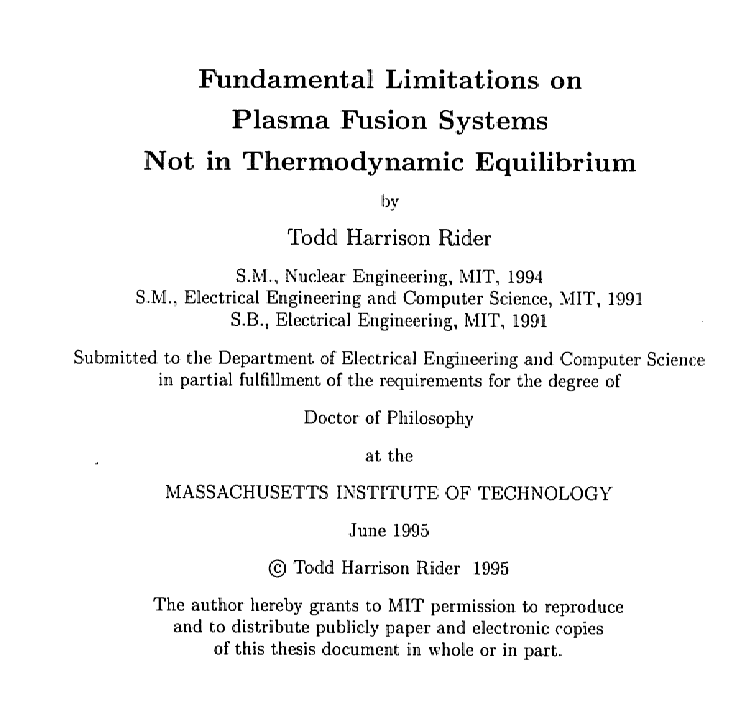 Fundamental Limitations on
Plasma Fusion Systems
Not in Thermodynamic Equilibrium
by
Todd Harrison Rider
S.M., Nuclear Engineering, MIT, 1994
S.M., Electrical Engineering and Computer Science, MIT, 1991
S.B., Electrical Engineering, MIT, 1991
Submitted to the Department of Electrical Engineering and Computer Science
in partial fulfillment of the requirements for the degree of
Doctor of Philosophy
at the
MASSACHUSETTS INSTITUTE OF TECHNOLOGY
June 1995
© Todd Harrison Rider 1995
The author hereby grants to MIT permission to reproduce
and to distribute publicly paper and electronic copies
of this thesis document in whole or in part.